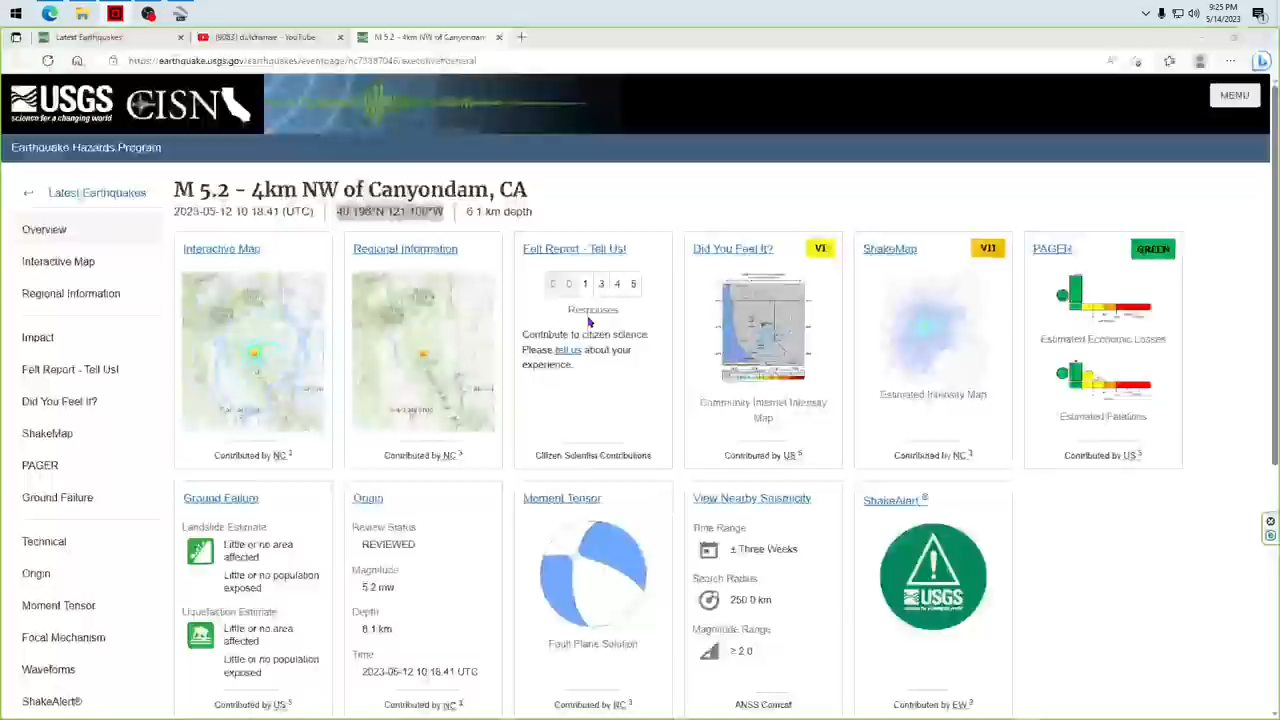 9:25 PM
5/14/2023
Latest Earthquakes
(9083) dutchsinse - YouTube
M 5.2 - 4km NW of Canyondam,
USGS
science for a changing world
CISN
MENU
Earthquake Hazards Program
Latest Earthquakes
Overview
Interactive Map
Regional Information
Impact
Felt Report - Tell Us!
Did You Feel It?
ShakeMap
PAGER
Ground Failure
Technical
Origin
Moment Tensor
Focal Mechanism
Waveforms
ShakeAlert®
M 5.2 - 4km NW of Canyondam, CA
2023-05-12 10:18:41 (UTC)
6.1 km depth
Interactive Map
Contributed by NC
Regional Information
Contributed by NC
Felt Report - Tell Us!
1 3 4 5
Responses
Contribute to citizen science.
Please tell us about your
experience.
Citizen Scientist Contributions
Did You Feel It?
VI
Community Internet Intensity
Map
Contributed by US
ShakeMap
VII
Estimated Intensity Map
Contributed by NC
PAGER
GREEN
Estimated Economic Losses
Estimated Fatalities
Contributed by US
Ground Failure
Landslide Estimate
Little or no area
affected
Little or no population
exposed
Liquefaction Estimate
Little or no area
affected
Little or no population
exposed
Contributed by US
Origin
Review Status
REVIEWED
Magnitude
5.2 mw
Depth
6.1 km
Time
2023-05-12 10:18:41 UTC
Contributed by NC
Moment Tensor
Fault Plane Solution
Contributed by NC
View Nearby Seismicity
Time Range
± Three Weeks
Search Radius
250.0 km
Magnitude Range
≥ 2.0
ANSS Comcat
ShakeAlert ®
USGS
Contributed by EW